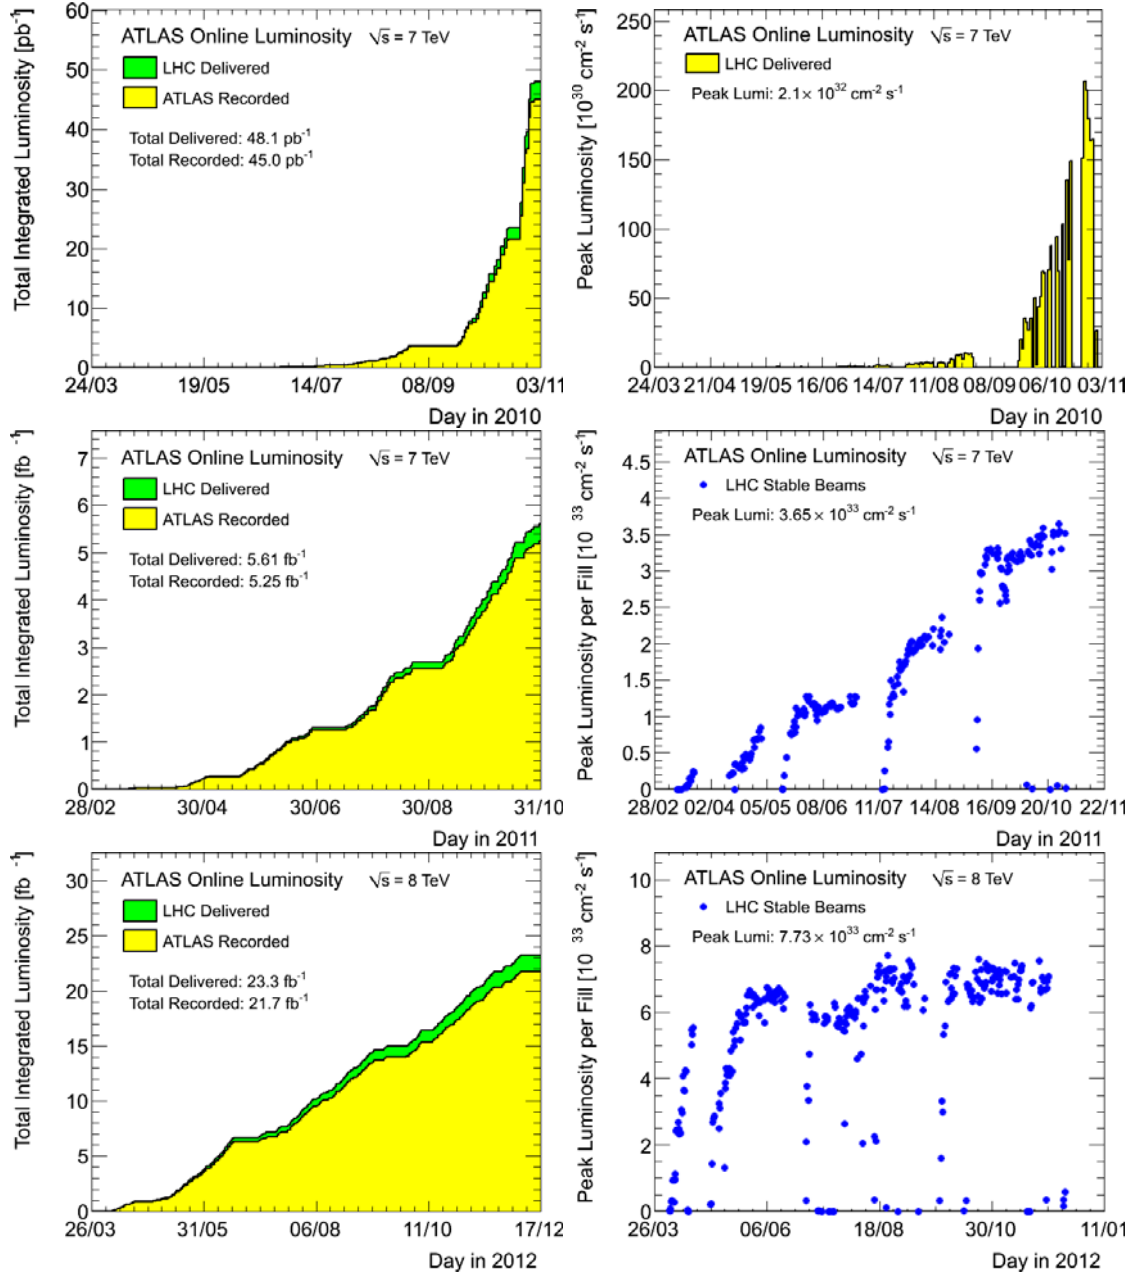 Total Integrated Luminosity [pb⁻¹]
ATLAS Online Luminosity √s = 7 TeV
LHC Delivered
ATLAS Recorded
Total Delivered: 48.1 pb⁻¹
Total Recorded: 45.0 pb⁻¹
60
50
40
30
20
10
0
24/03 19/05 14/07 08/09 03/11
Day in 2010
Peak Luminosity [10³⁰ cm⁻² s⁻¹]
ATLAS Online Luminosity √s = 7 TeV
LHC Delivered
Peak Lumi: 2.1 × 10³² cm⁻² s⁻¹
250
200
150
100
50
0
24/03 21/04 19/05 16/06 14/07 11/08 08/09 06/10 03/11
Day in 2010
Total Integrated Luminosity [fb⁻¹]
ATLAS Online Luminosity √s = 7 TeV
LHC Delivered
ATLAS Recorded
Total Delivered: 5.61 fb⁻¹
Total Recorded: 5.25 fb⁻¹
7
6
5
4
3
2
1
0
28/02 30/04 30/06 30/08 31/10
Day in 2011
Peak Luminosity per Fill [10³³ cm⁻² s⁻¹]
ATLAS Online Luminosity √s = 7 TeV
LHC Stable Beams
Peak Lumi: 3.65 × 10³³ cm⁻² s⁻¹
4.5
4
3.5
3
2.5
2
1.5
1
0.5
0
28/02 02/04 05/05 08/06 11/07 14/08 16/09 20/10 22/11
Day in 2011
Total Integrated Luminosity [fb⁻¹]
ATLAS Online Luminosity √s = 8 TeV
LHC Delivered
ATLAS Recorded
Total Delivered: 23.3 fb⁻¹
Total Recorded: 21.7 fb⁻¹
30
25
20
15
10
5
0
26/03 31/05 06/08 11/10 17/12
Day in 2012
Peak Luminosity per Fill [10³³ cm⁻² s⁻¹]
ATLAS Online Luminosity √s = 8 TeV
LHC Stable Beams
Peak Lumi: 7.73 × 10³³ cm⁻² s⁻¹
10
8
6
4
2
0
26/03 06/06 18/08 30/10 11/01
Day in 2012